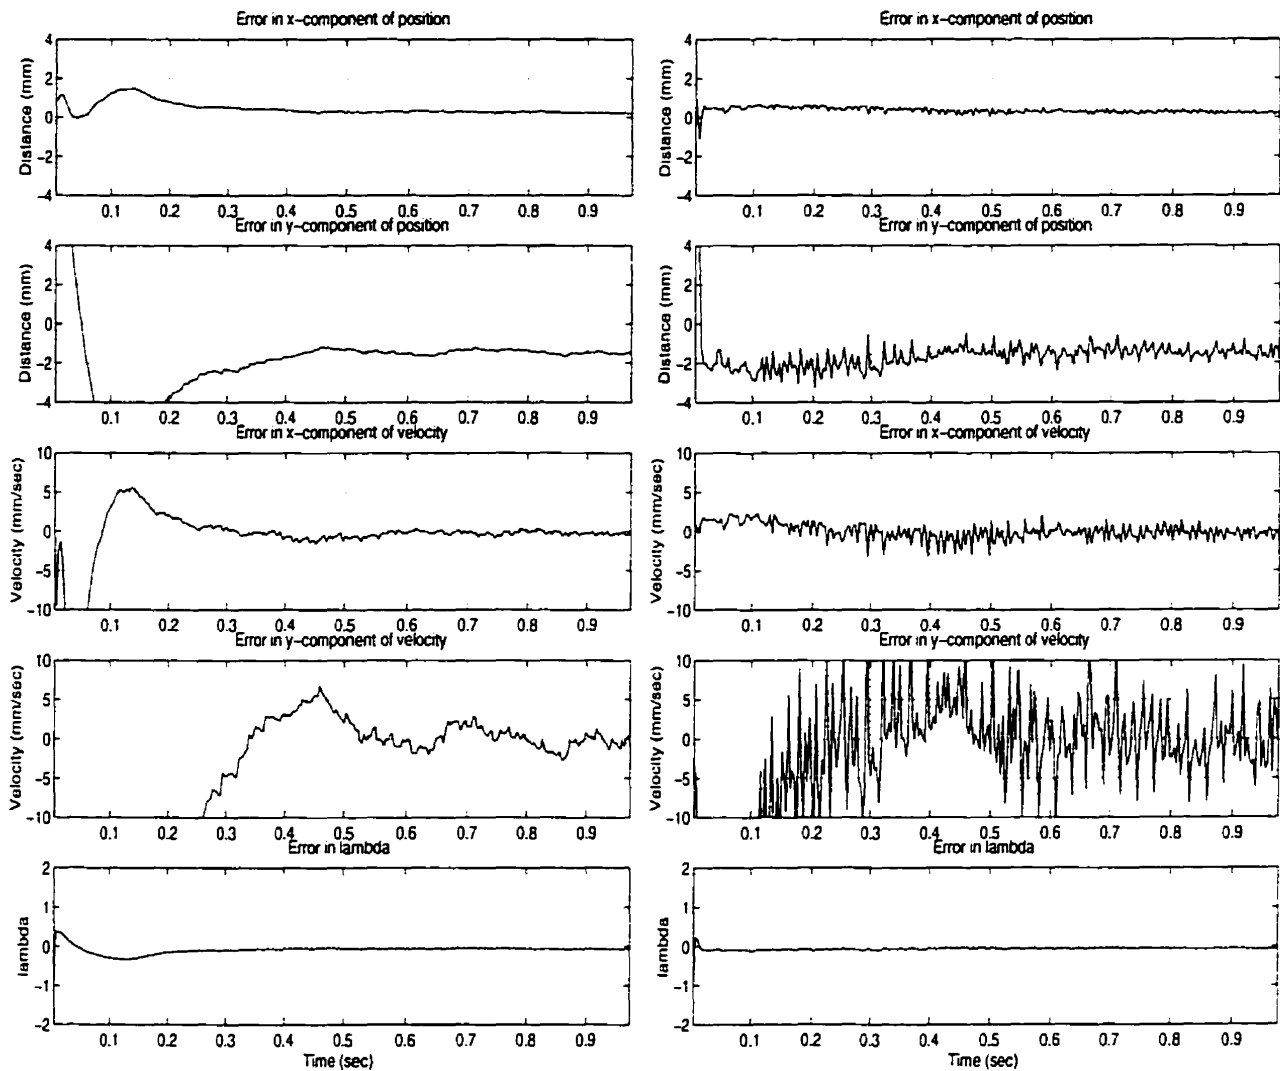 Error in x-component of position
4
2
0
-2
-4
Distance (mm)
0.1 0.2 0.3 0.4 0.5 0.6 0.7 0.8 0.9
Error in y-component of position
4
2
0
-2
-4
Distance (mm)
0.1 0.2 0.3 0.4 0.5 0.6 0.7 0.8 0.9
Error in x-component of velocity
10
5
0
-5
-10
Velocity (mm/sec)
0.1 0.2 0.3 0.4 0.5 0.6 0.7 0.8 0.9
Error in y-component of velocity
10
5
0
-5
-10
Velocity (mm/sec)
0.1 0.2 0.3 0.4 0.5 0.6 0.7 0.8 0.9
Error in lambda
2
1
0
-1
-2
lambda
0.1 0.2 0.3 0.4 0.5 0.6 0.7 0.8 0.9
Time (sec)
Error in x-component of position
4
2
0
-2
-4
Distance (mm)
0.1 0.2 0.3 0.4 0.5 0.6 0.7 0.8 0.9
Error in y-component of position
4
2
0
-2
-4
Distance (mm)
0.1 0.2 0.3 0.4 0.5 0.6 0.7 0.8 0.9
Error in x-component of velocity
10
5
0
-5
-10
Velocity (mm/sec)
0.1 0.2 0.3 0.4 0.5 0.6 0.7 0.8 0.9
Error in y-component of velocity
10
5
0
-5
-10
Velocity (mm/sec)
0.1 0.2 0.3 0.4 0.5 0.6 0.7 0.8 0.9
Error in lambda
2
1
0
-1
-2
lambda
0.1 0.2 0.3 0.4 0.5 0.6 0.7 0.8 0.9
Time (sec)